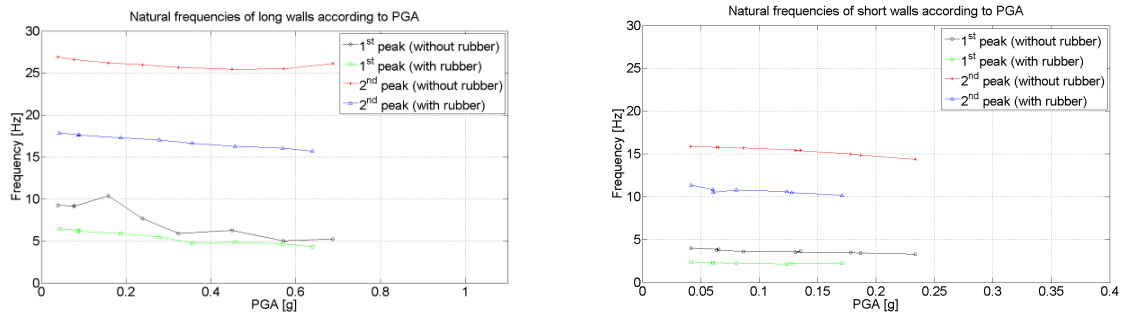 Natural frequencies of long walls according to PGA
30
25
20
15
10
5
0
Frequency [Hz]
0
0.2
0.4
0.6
0.8
1
PGA [g]
1st peak (without rubber)
1st peak (with rubber)
2nd peak (without rubber)
2nd peak (with rubber)
Natural frequencies of short walls according to PGA
30
25
20
15
10
5
0
Frequency [Hz]
0
0.05
0.1
0.15
0.2
0.25
0.3
0.35
0.4
PGA [g]
1st peak (without rubber)
1st peak (with rubber)
2nd peak (without rubber)
2nd peak (with rubber)